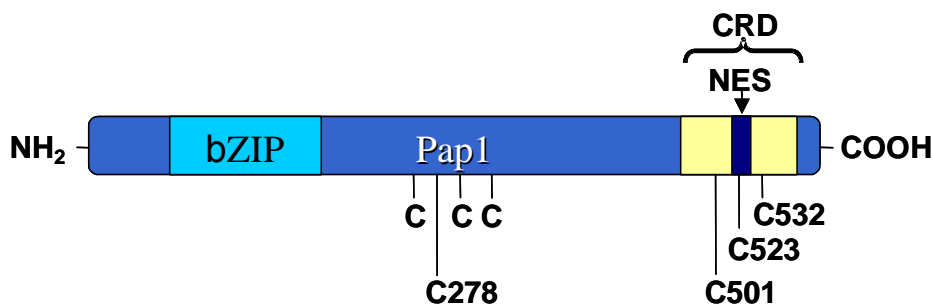 CRD
NES
NH₂ bZIP Pap1 COOH
C C C C532
C523
C278 C501